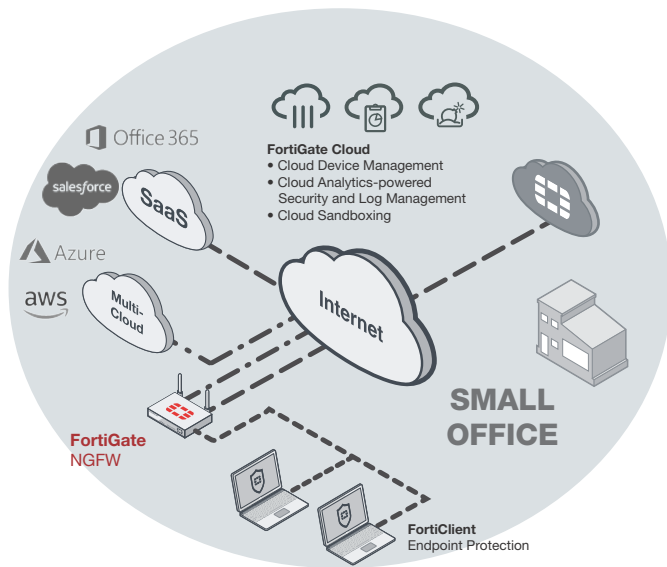 Office 365
salesforce
SaaS
Azure
aws
Multi-
Cloud
FortiGate Cloud
• Cloud Device Management
• Cloud Analytics-powered
Security and Log Management
• Cloud Sandboxing
Internet
SMALL
OFFICE
FortiGate
NGFW
FortiClient
Endpoint Protection